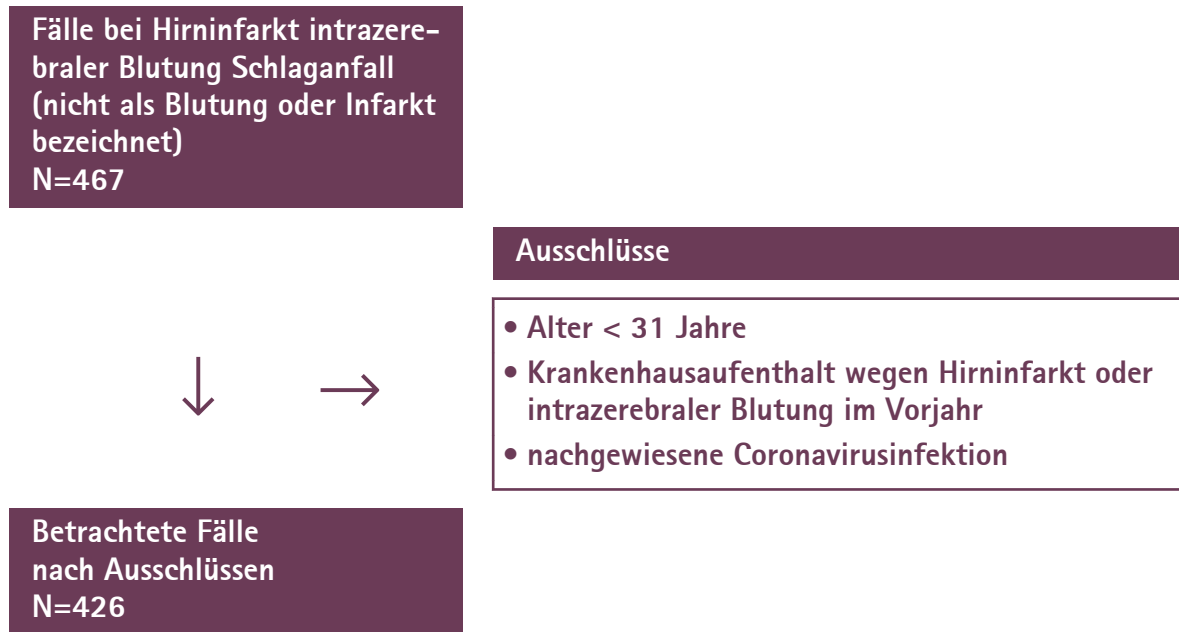 Fälle bei Hirninfarkt intrazere-
braler Blutung Schlaganfall
(nicht als Blutung oder Infarkt
bezeichnet)
N=467
Ausschlüsse
• Alter < 31 Jahre
• Krankenhausaufenthalt wegen Hirninfarkt oder
intrazerebraler Blutung im Vorjahr
• nachgewiesene Coronavirusinfektion
Betrachtete Fälle
nach Ausschlüssen
N=426